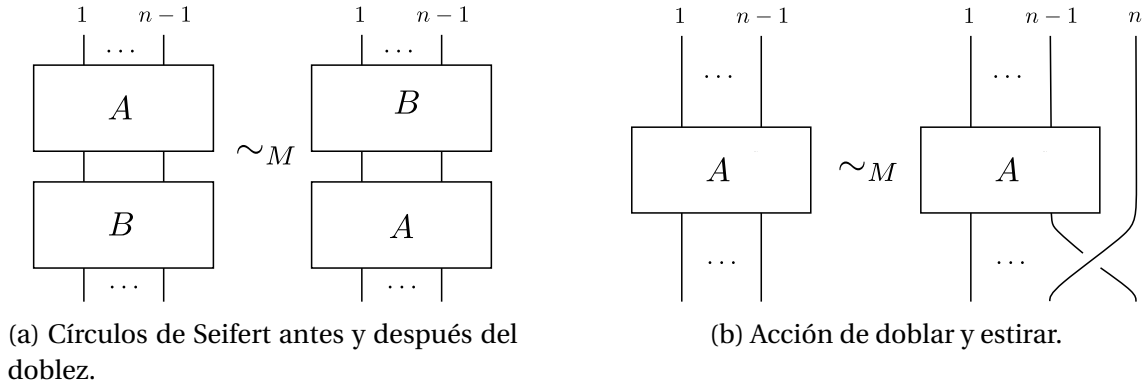 1 n − 1 1 n − 1
⋯ ⋯
A ∼M B
B A
⋯ ⋯
(a) Círculos de Seifert antes y después del
doblez.
1 n − 1 1 n − 1 n
⋯ ⋯
A ∼M A
⋯ ⋯
(b) Acción de doblar y estirar.